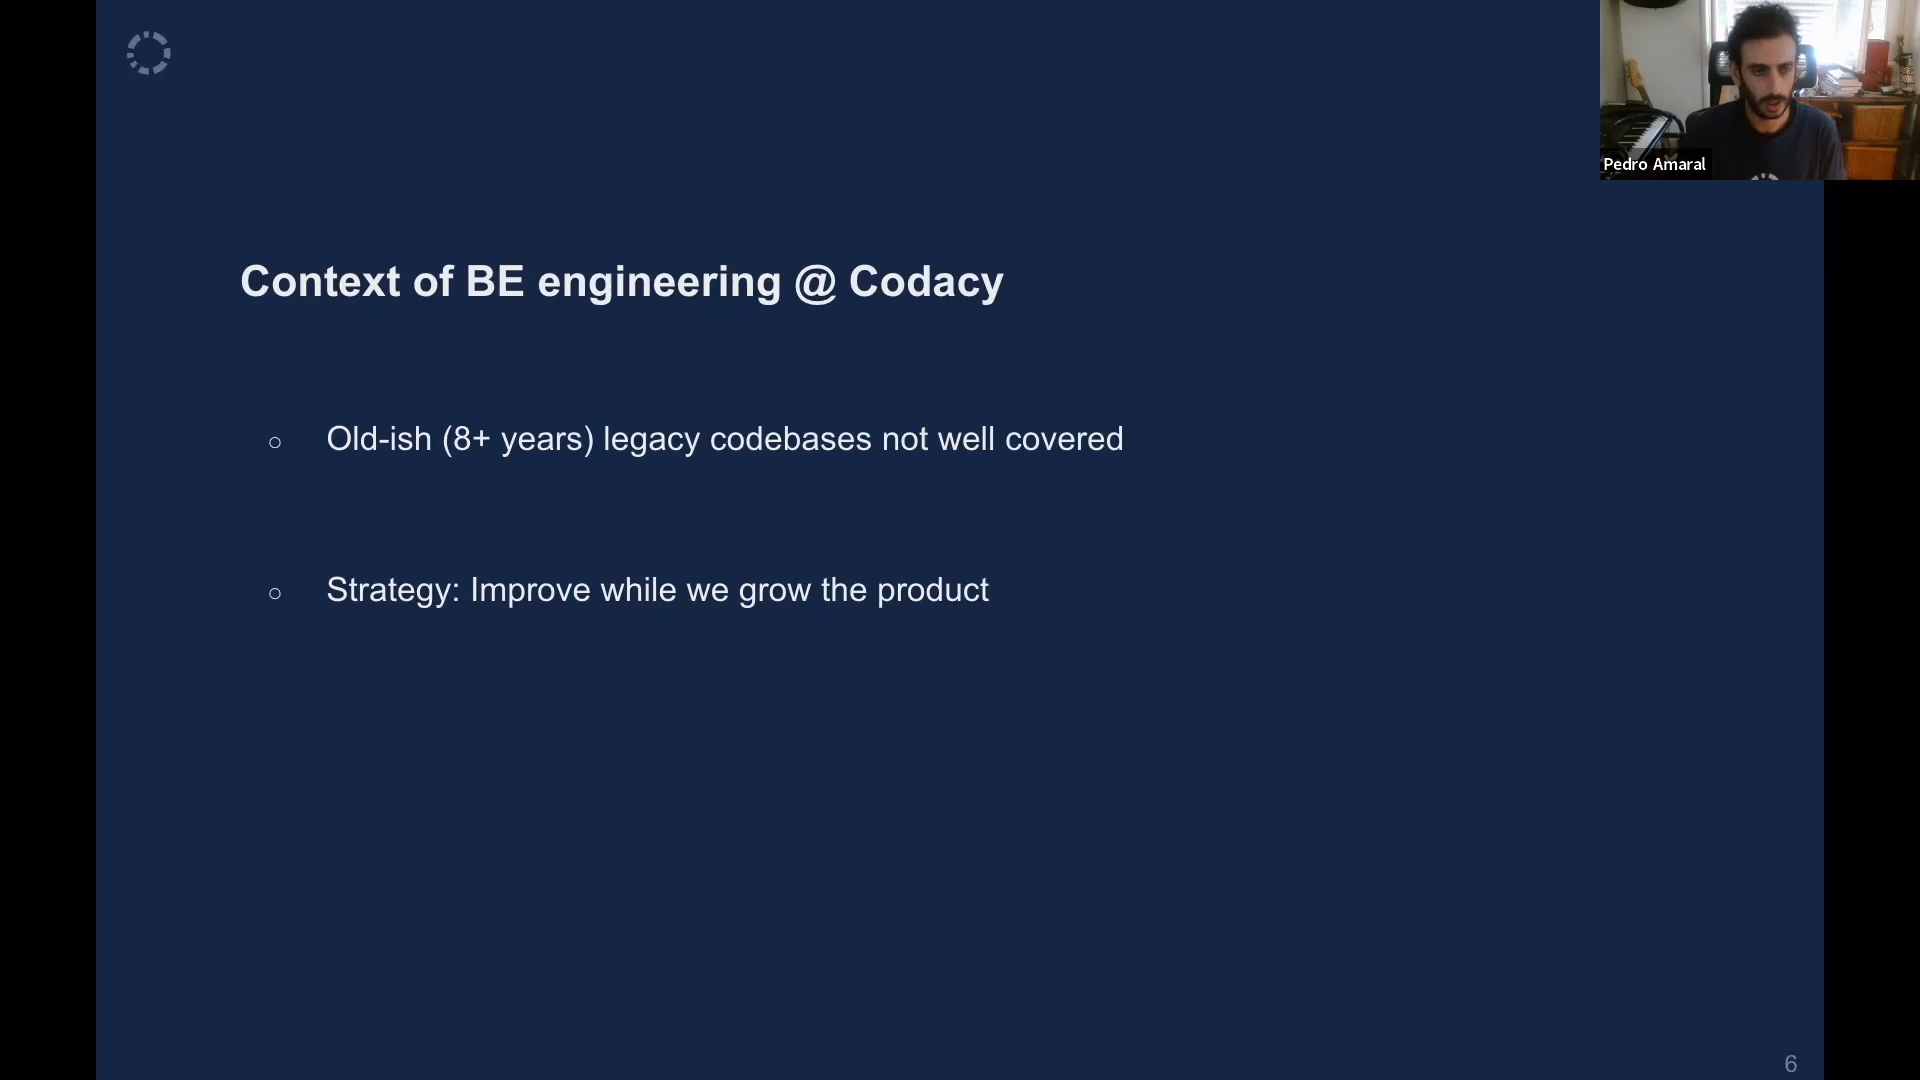 Pedro Amaral
Context of BE engineering @ Codacy
○ Old-ish (8+ years) legacy codebases not well covered
○ Strategy: Improve while we grow the product
6